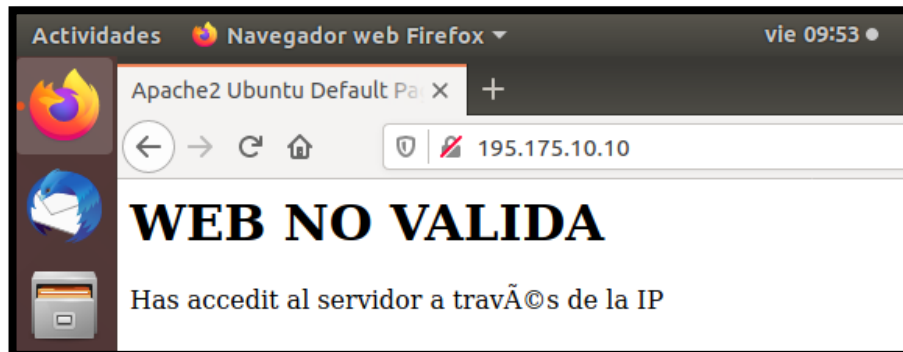 Actividades Navegador web Firefox vie 09:53
Apache2 Ubuntu Default Pa
195.175.10.10
WEB NO VALIDA
Has accedit al servidor a travÃ©s de la IP